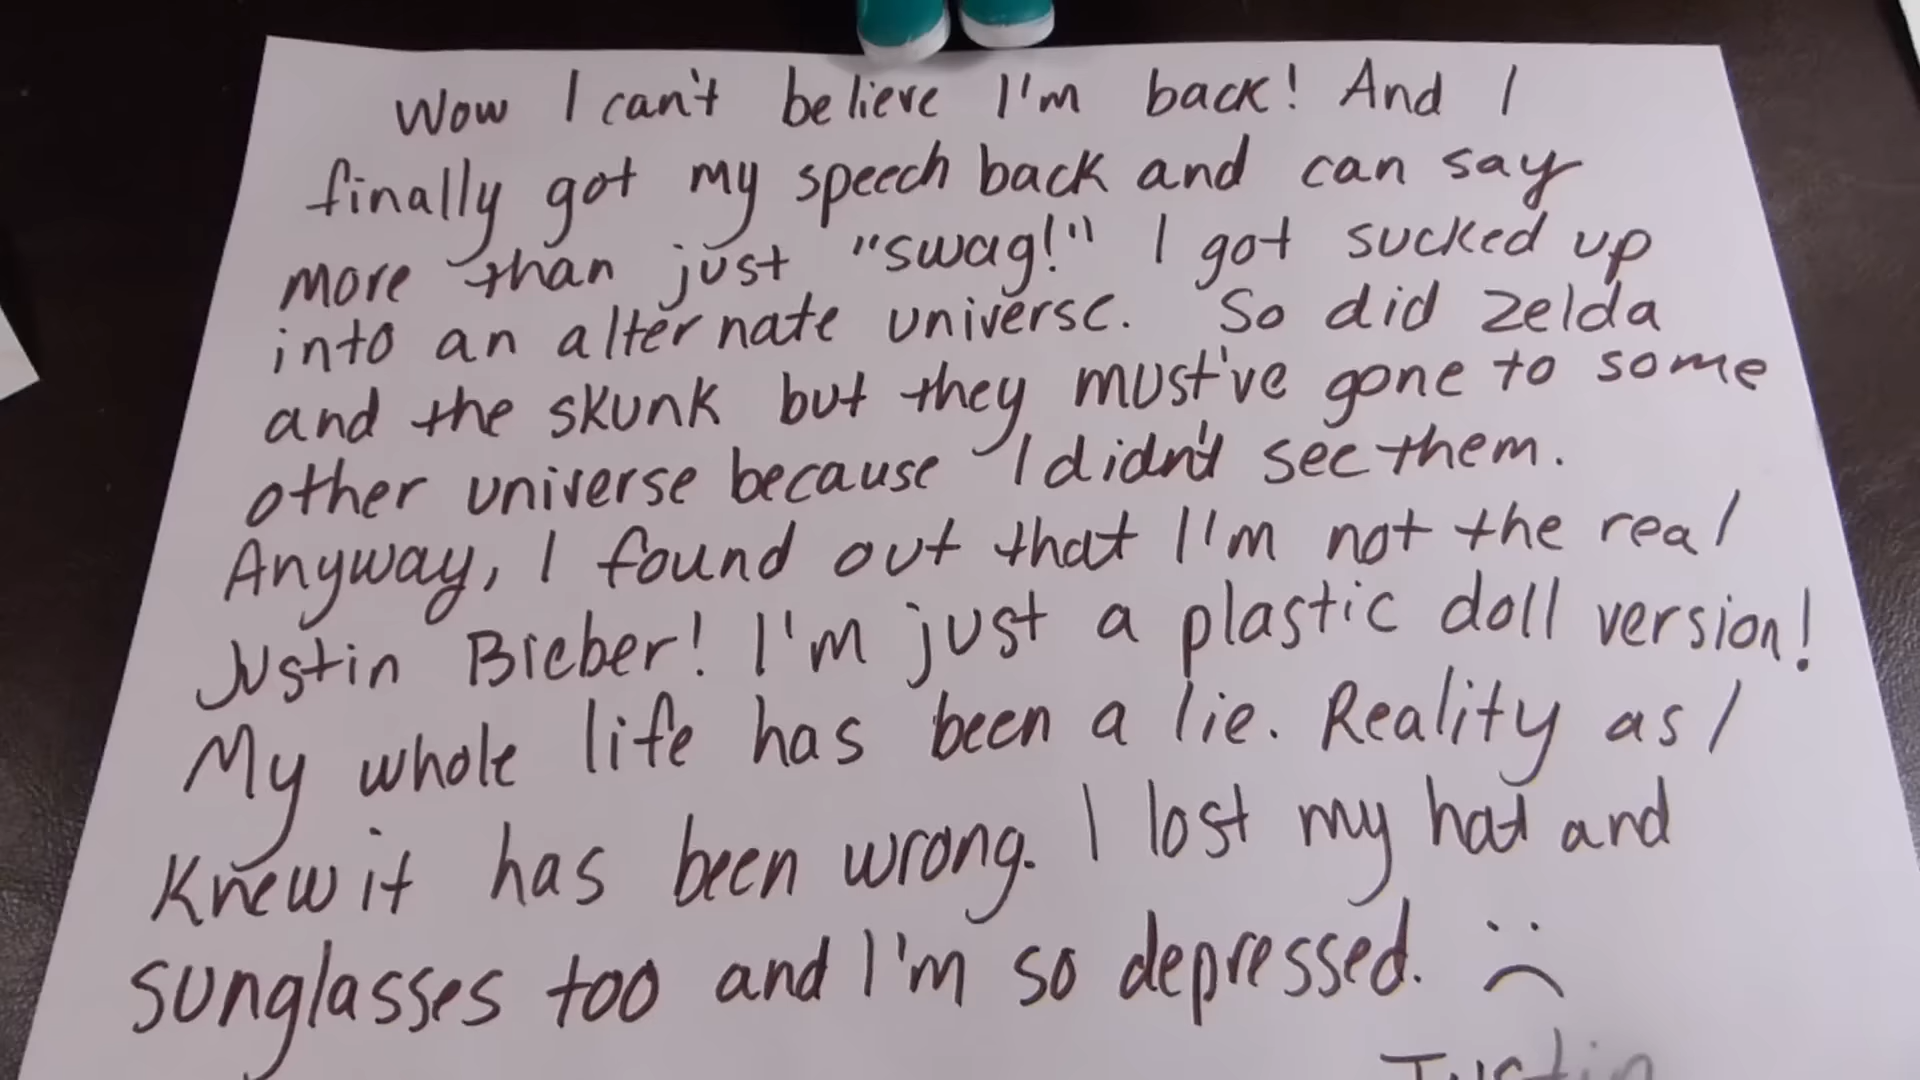 Wow I can't believe I'm back! And I
finally got my speech back and can say
more than just "swag!" I got sucked up
into an alternate universe. So did Zelda
and the skunk but they must've gone to some
other universe because I didn't see them.
Anyway, I found out that I'm not the real
Justin Bieber! I'm just a plastic doll version!
My whole life has been a lie. Reality as I
knew it has been wrong. I lost my hat and
sunglasses too and I'm so depressed. :(
Justin